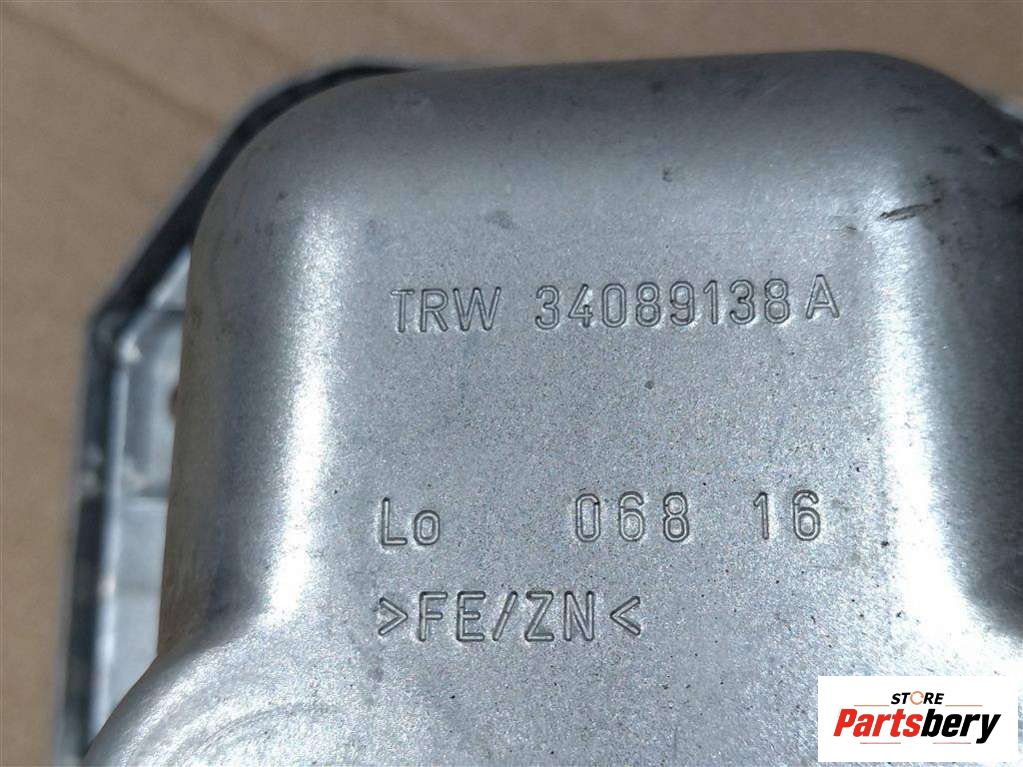 TRW 34089138A
Lo 068 16
>FE/ZN<
STORE
Partsbery